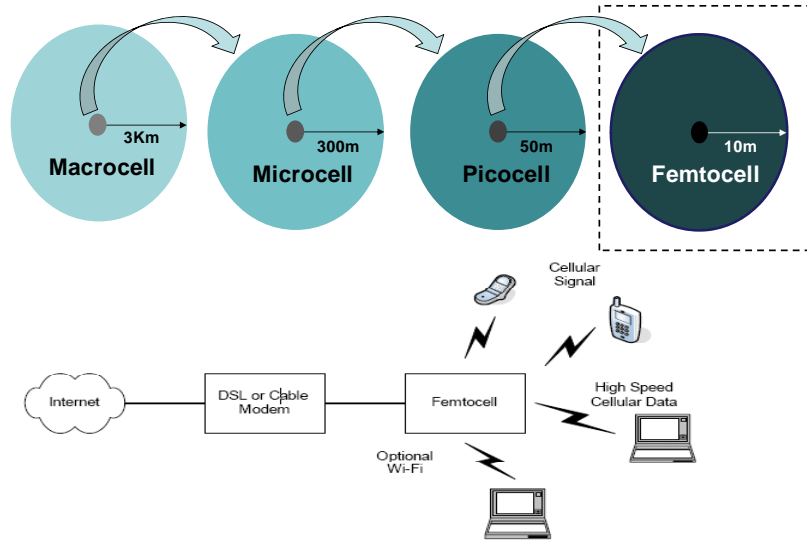 3Km
Macrocell
300m
Microcell
50m
Picocell
10m
Femtocell
Cellular
Signal
Internet
DSL or Cable
Modem
Femtocell
High Speed
Cellular Data
Optional
Wi-Fi